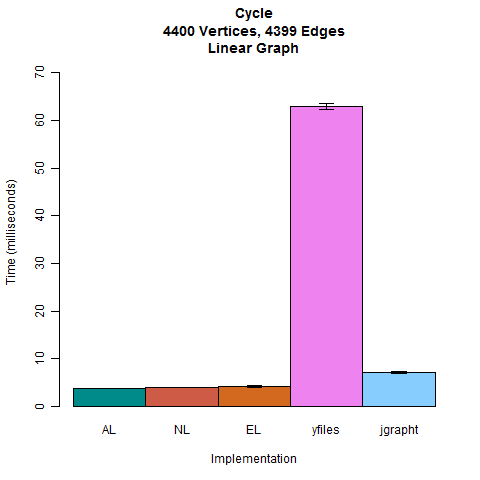 Cycle
4400 Vertices, 4399 Edges
Linear Graph
Time (milliseconds)
70
60
50
40
30
20
10
0
AL NL EL yfiles jgrapht
Implementation